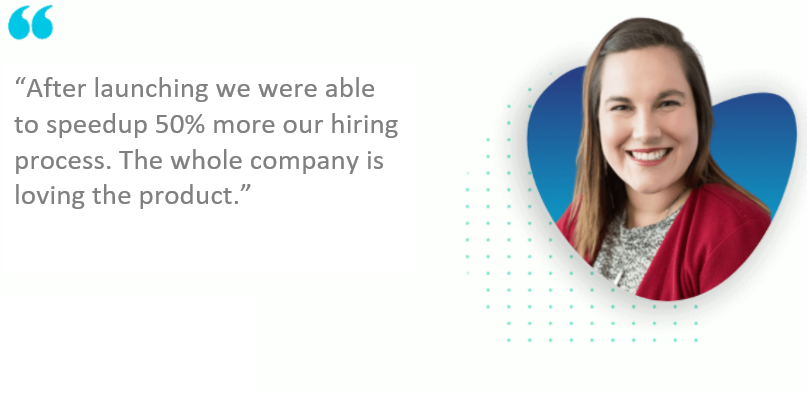 “After launching we were able
to speedup 50% more our hiring
process. The whole company is
loving the product.”